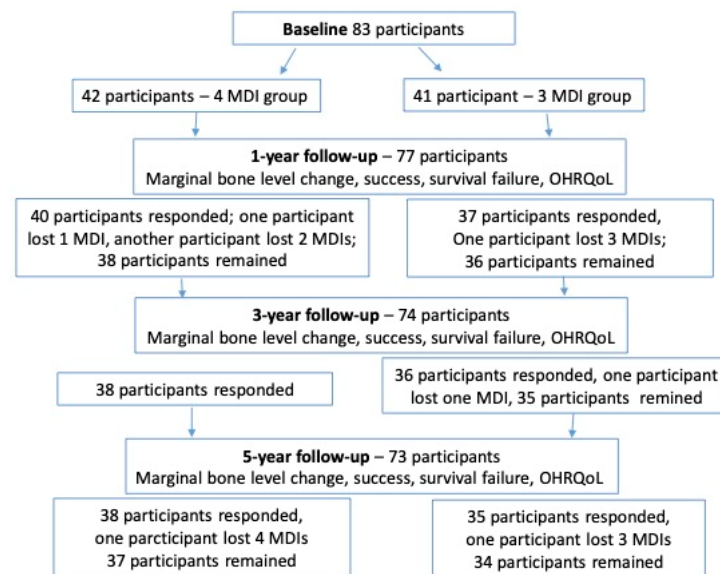 Baseline 83 participants
42 participants – 4 MDI group
41 participant – 3 MDI group
1-year follow-up – 77 participants
Marginal bone level change, success, survival failure, OHRQoL
40 participants responded; one participant
lost 1 MDI, another participant lost 2 MDIs;
38 participants remained
37 participants responded,
One participant lost 3 MDIs;
36 participants remained
3-year follow-up – 74 participants
Marginal bone level change, success, survival failure, OHRQoL
38 participants responded
36 participants responded, one participant
lost one MDI, 35 participants  remined
5-year follow-up – 73 participants
Marginal bone level change, success, survival failure, OHRQoL
38 participants responded,
one parcticipant lost 4 MDIs
37 participants remained
35 participants responded,
one participant lost 3 MDIs
34 participants remained